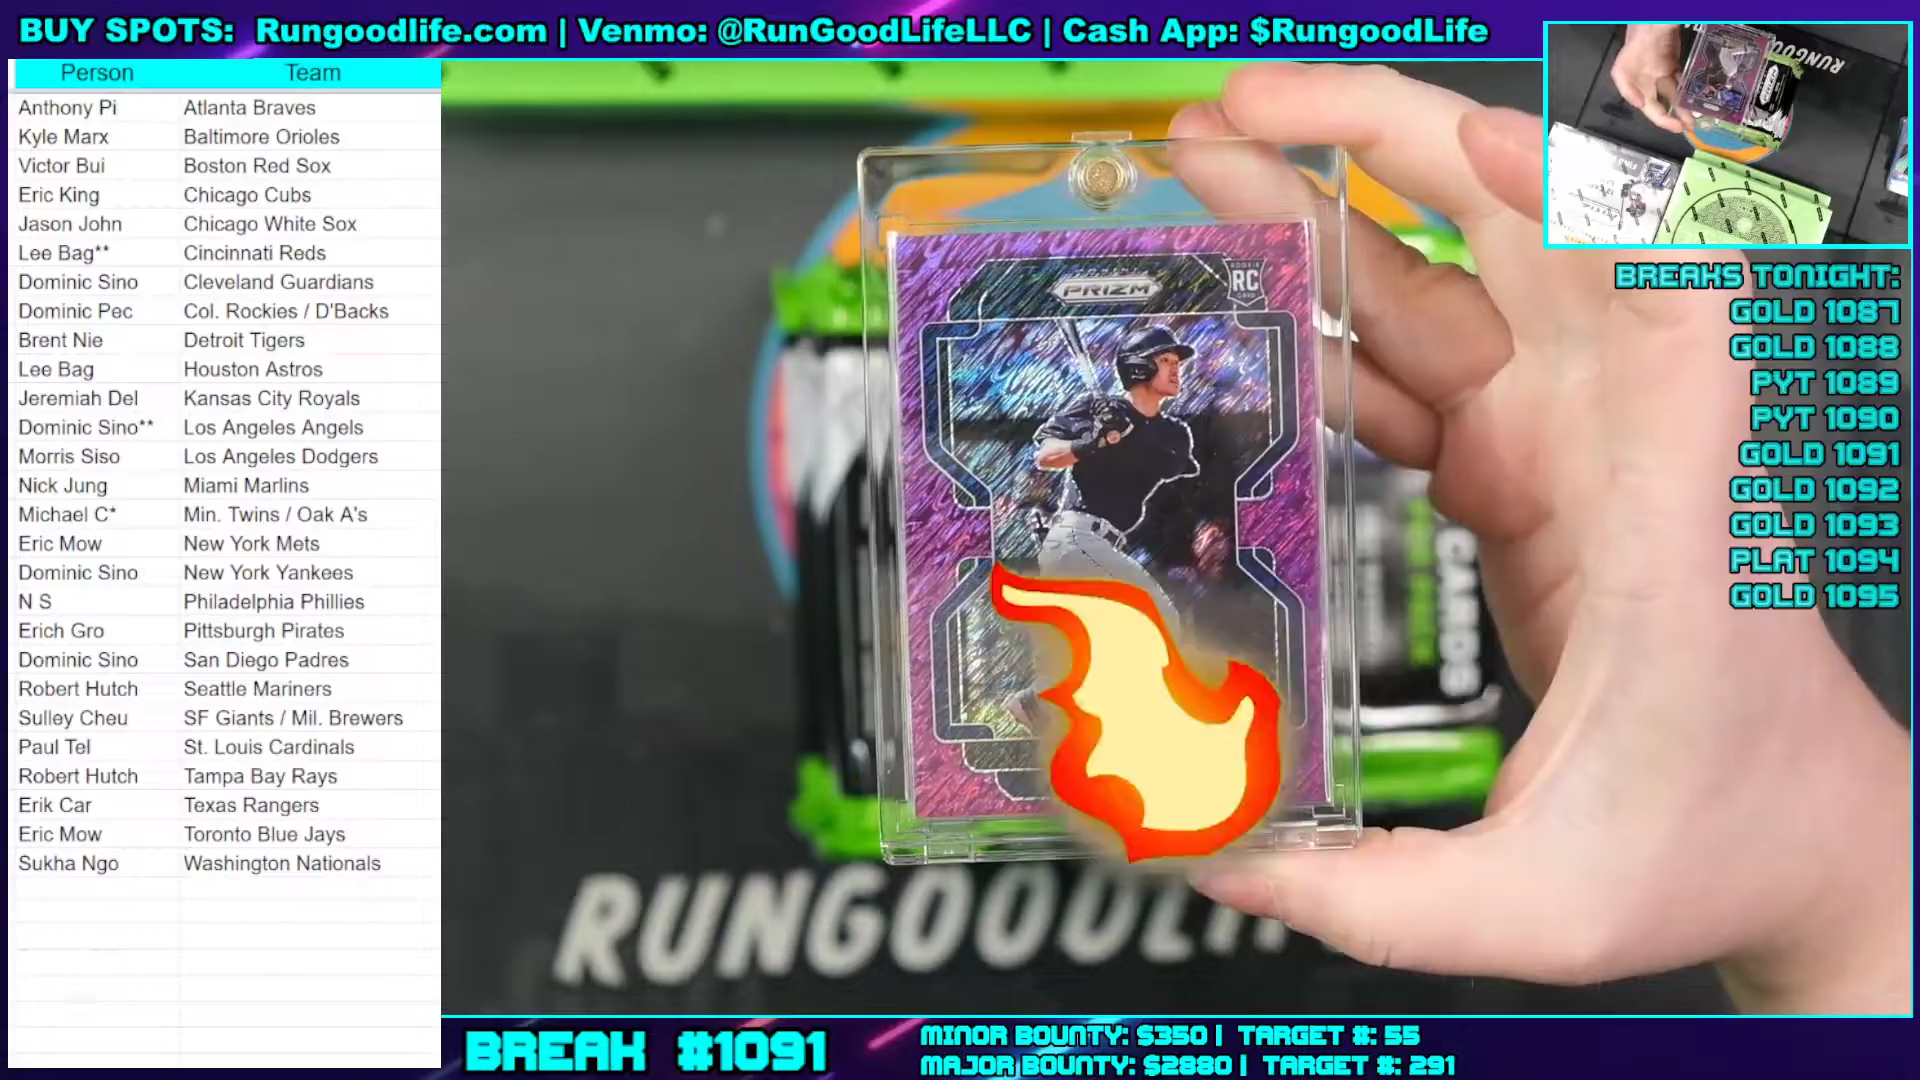 BUY SPOTS: Rungoodlife.com | Venmo: @RunGoodLifeLLC | Cash App: $RungoodLife
Person Team
Anthony Pi Atlanta Braves
Kyle Marx Baltimore Orioles
Victor Bui Boston Red Sox
Eric King Chicago Cubs
Jason John Chicago White Sox
Lee Bag** Cincinnati Reds
Dominic Sino Cleveland Guardians
Dominic Pec Col. Rockies / D'Backs
Brent Nie Detroit Tigers
Lee Bag Houston Astros
Jeremiah Del Kansas City Royals
Dominic Sino** Los Angeles Angels
Morris Siso Los Angeles Dodgers
Nick Jung Miami Marlins
Michael C* Min. Twins / Oak A's
Eric Mow New York Mets
Dominic Sino New York Yankees
N S Philadelphia Phillies
Erich Gro Pittsburgh Pirates
Dominic Sino San Diego Padres
Robert Hutch Seattle Mariners
Sulley Cheu SF Giants / Mil. Brewers
Paul Tel St. Louis Cardinals
Robert Hutch Tampa Bay Rays
Erik Car Texas Rangers
Eric Mow Toronto Blue Jays
Sukha Ngo Washington Nationals
PRIZM
ROOKIE
RC
CARD
CARDS
RUNGOODLI
BREAKS TONIGHT:
GOLD 1087
GOLD 1088
PYT 1089
PYT 1090
GOLD 1091
GOLD 1092
GOLD 1093
PLAT 1094
GOLD 1095
BREAK #1091
MINOR BOUNTY: $350 | TARGET #: 55
MAJOR BOUNTY: $2880 | TARGET #: 291